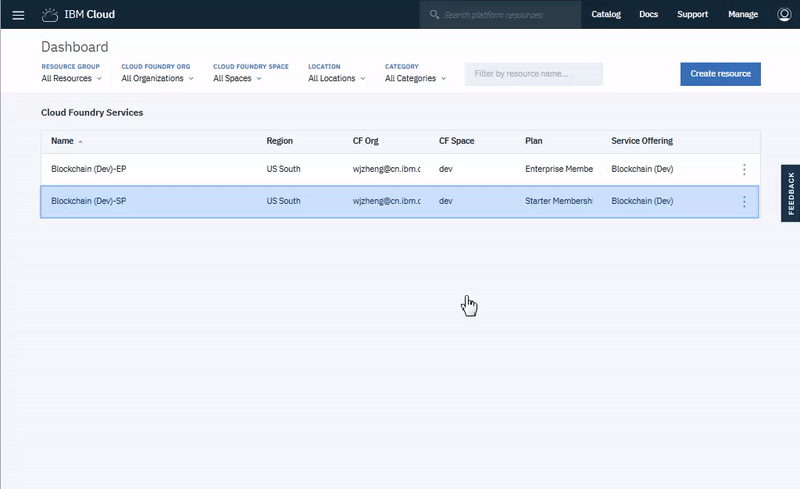 IBM Cloud
Search platform resources
Catalog Docs Support Manage
Dashboard
RESOURCE GROUP CLOUD FOUNDRY ORG CLOUD FOUNDRY SPACE LOCATION CATEGORY
All Resources All Organizations All Spaces All Locations All Categories
Filter by resource name...
Create resource
Cloud Foundry Services
Name Region CF Org CF Space Plan Service Offering
Blockchain (Dev)-EP US South wjzheng@cn.ibm.c dev Enterprise Membe Blockchain (Dev)
Blockchain (Dev)-SP US South wjzheng@cn.ibm.c dev Starter Membersh Blockchain (Dev)
FEEDBACK